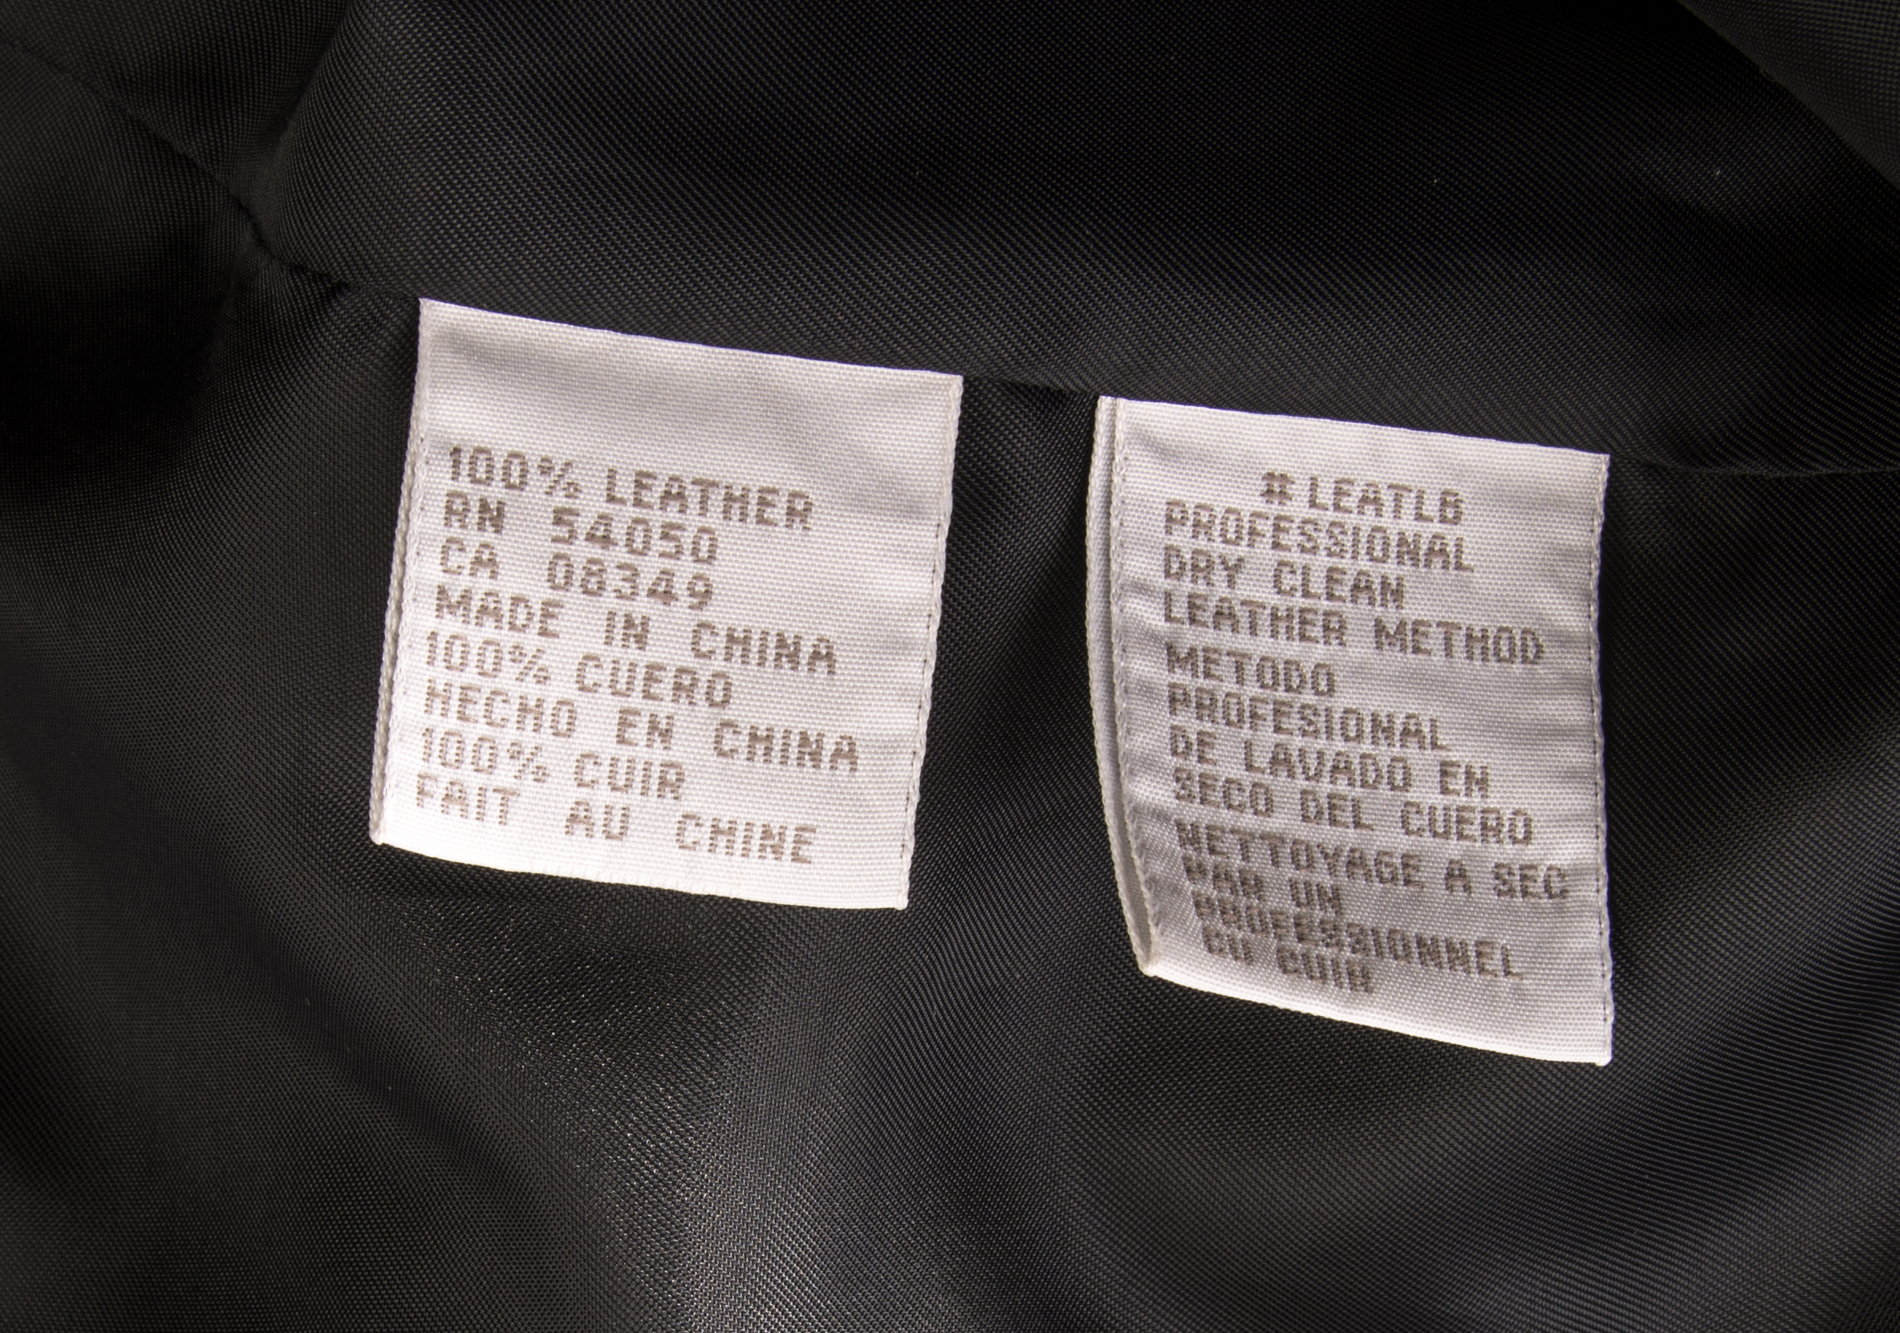 100% LEATHER
RN 54050
CA 08349
MADE IN CHINA
100% CUERO
HECHO EN CHINA
100% CUIR
FAIT AU CHINE
#LEATLB
PROFESSIONAL
DRY CLEAN
LEATHER METHOD
METODO
PROFESIONAL
DE LAVADO EN
SECO DEL CUERO
NETTOYAGE A SEC
PAR UN
PROFESSIONNEL
DU CUIR